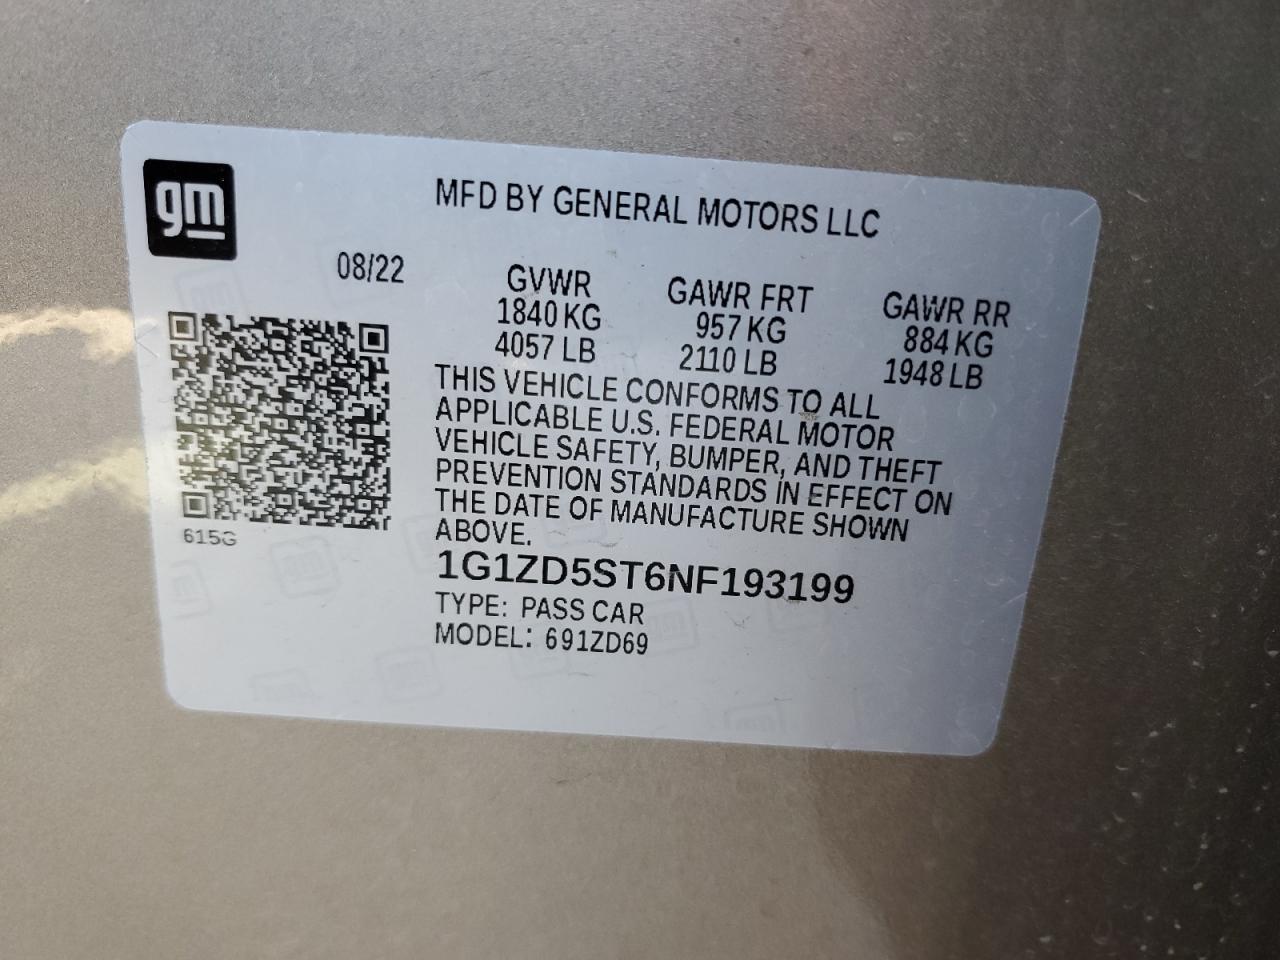 gm
MFD BY GENERAL MOTORS LLC
08/22
GVWR GAWR FRT GAWR RR
1840 KG 957 KG 884 KG
4057 LB 2110 LB 1948 LB
THIS VEHICLE CONFORMS TO ALL
APPLICABLE U.S. FEDERAL MOTOR
VEHICLE SAFETY, BUMPER, AND THEFT
PREVENTION STANDARDS IN EFFECT ON
THE DATE OF MANUFACTURE SHOWN
ABOVE.
615G
1G1ZD5ST6NF193199
TYPE: PASS CAR
MODEL: 691ZD69